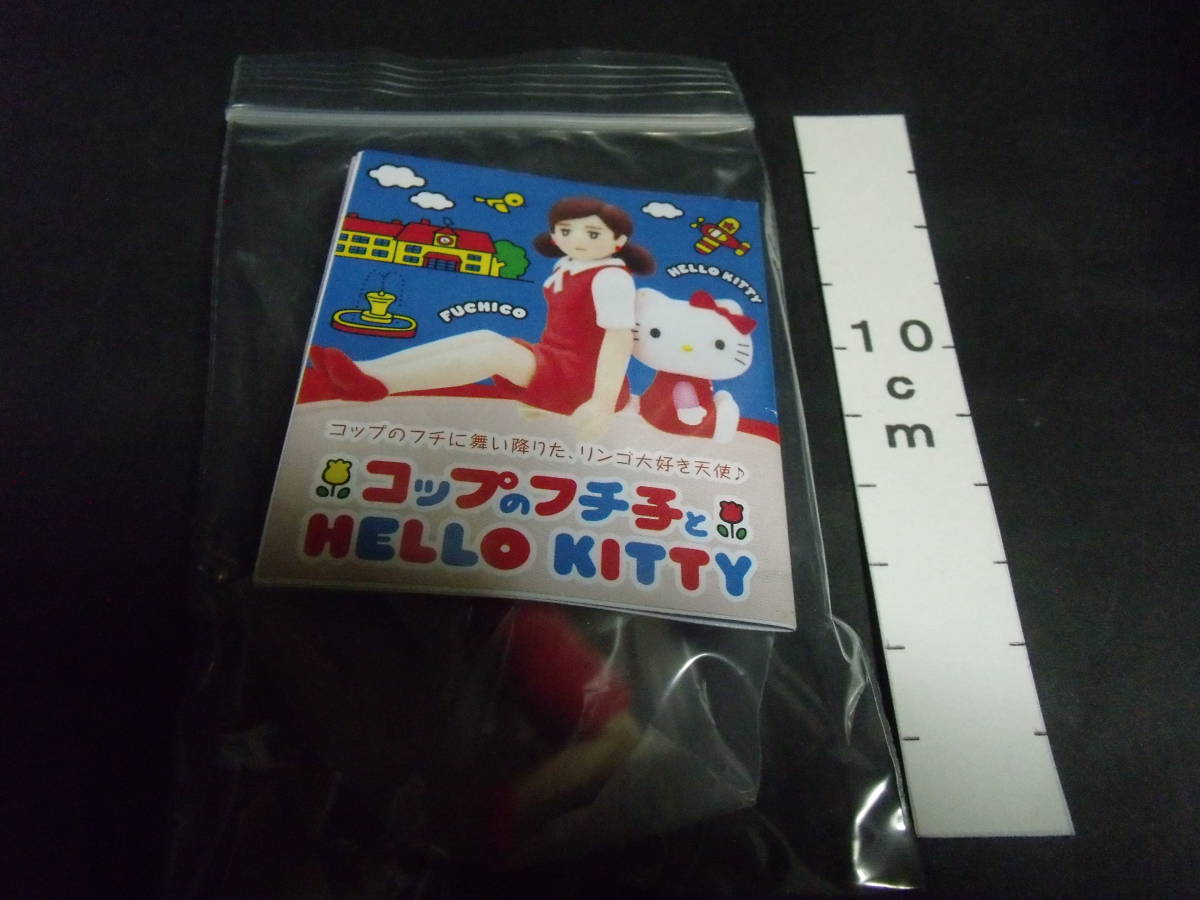 HELLO KITTY
FUCHICO
コップのフチに舞い降りた、リンゴ大好き天使♪
コップのフチ子と
HELLO KITTY
10
cm